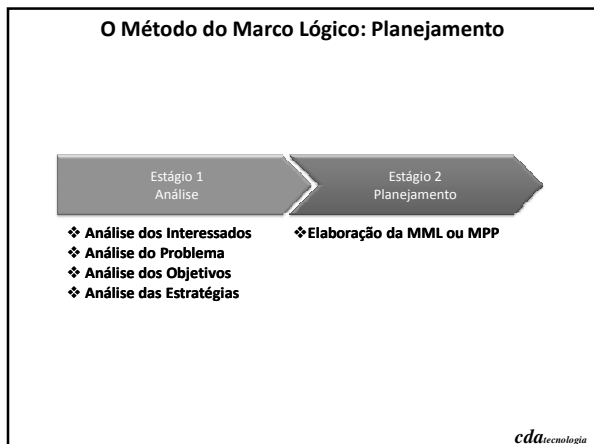 O Método do Marco Lógico: Planejamento
Estágio 1
Análise
Estágio 2
Planejamento
❖ Análise dos Interessados
❖ Análise do Problema
❖ Análise dos Objetivos
❖ Análise das Estratégias
❖Elaboração da MML ou MPP
cdatecnologia